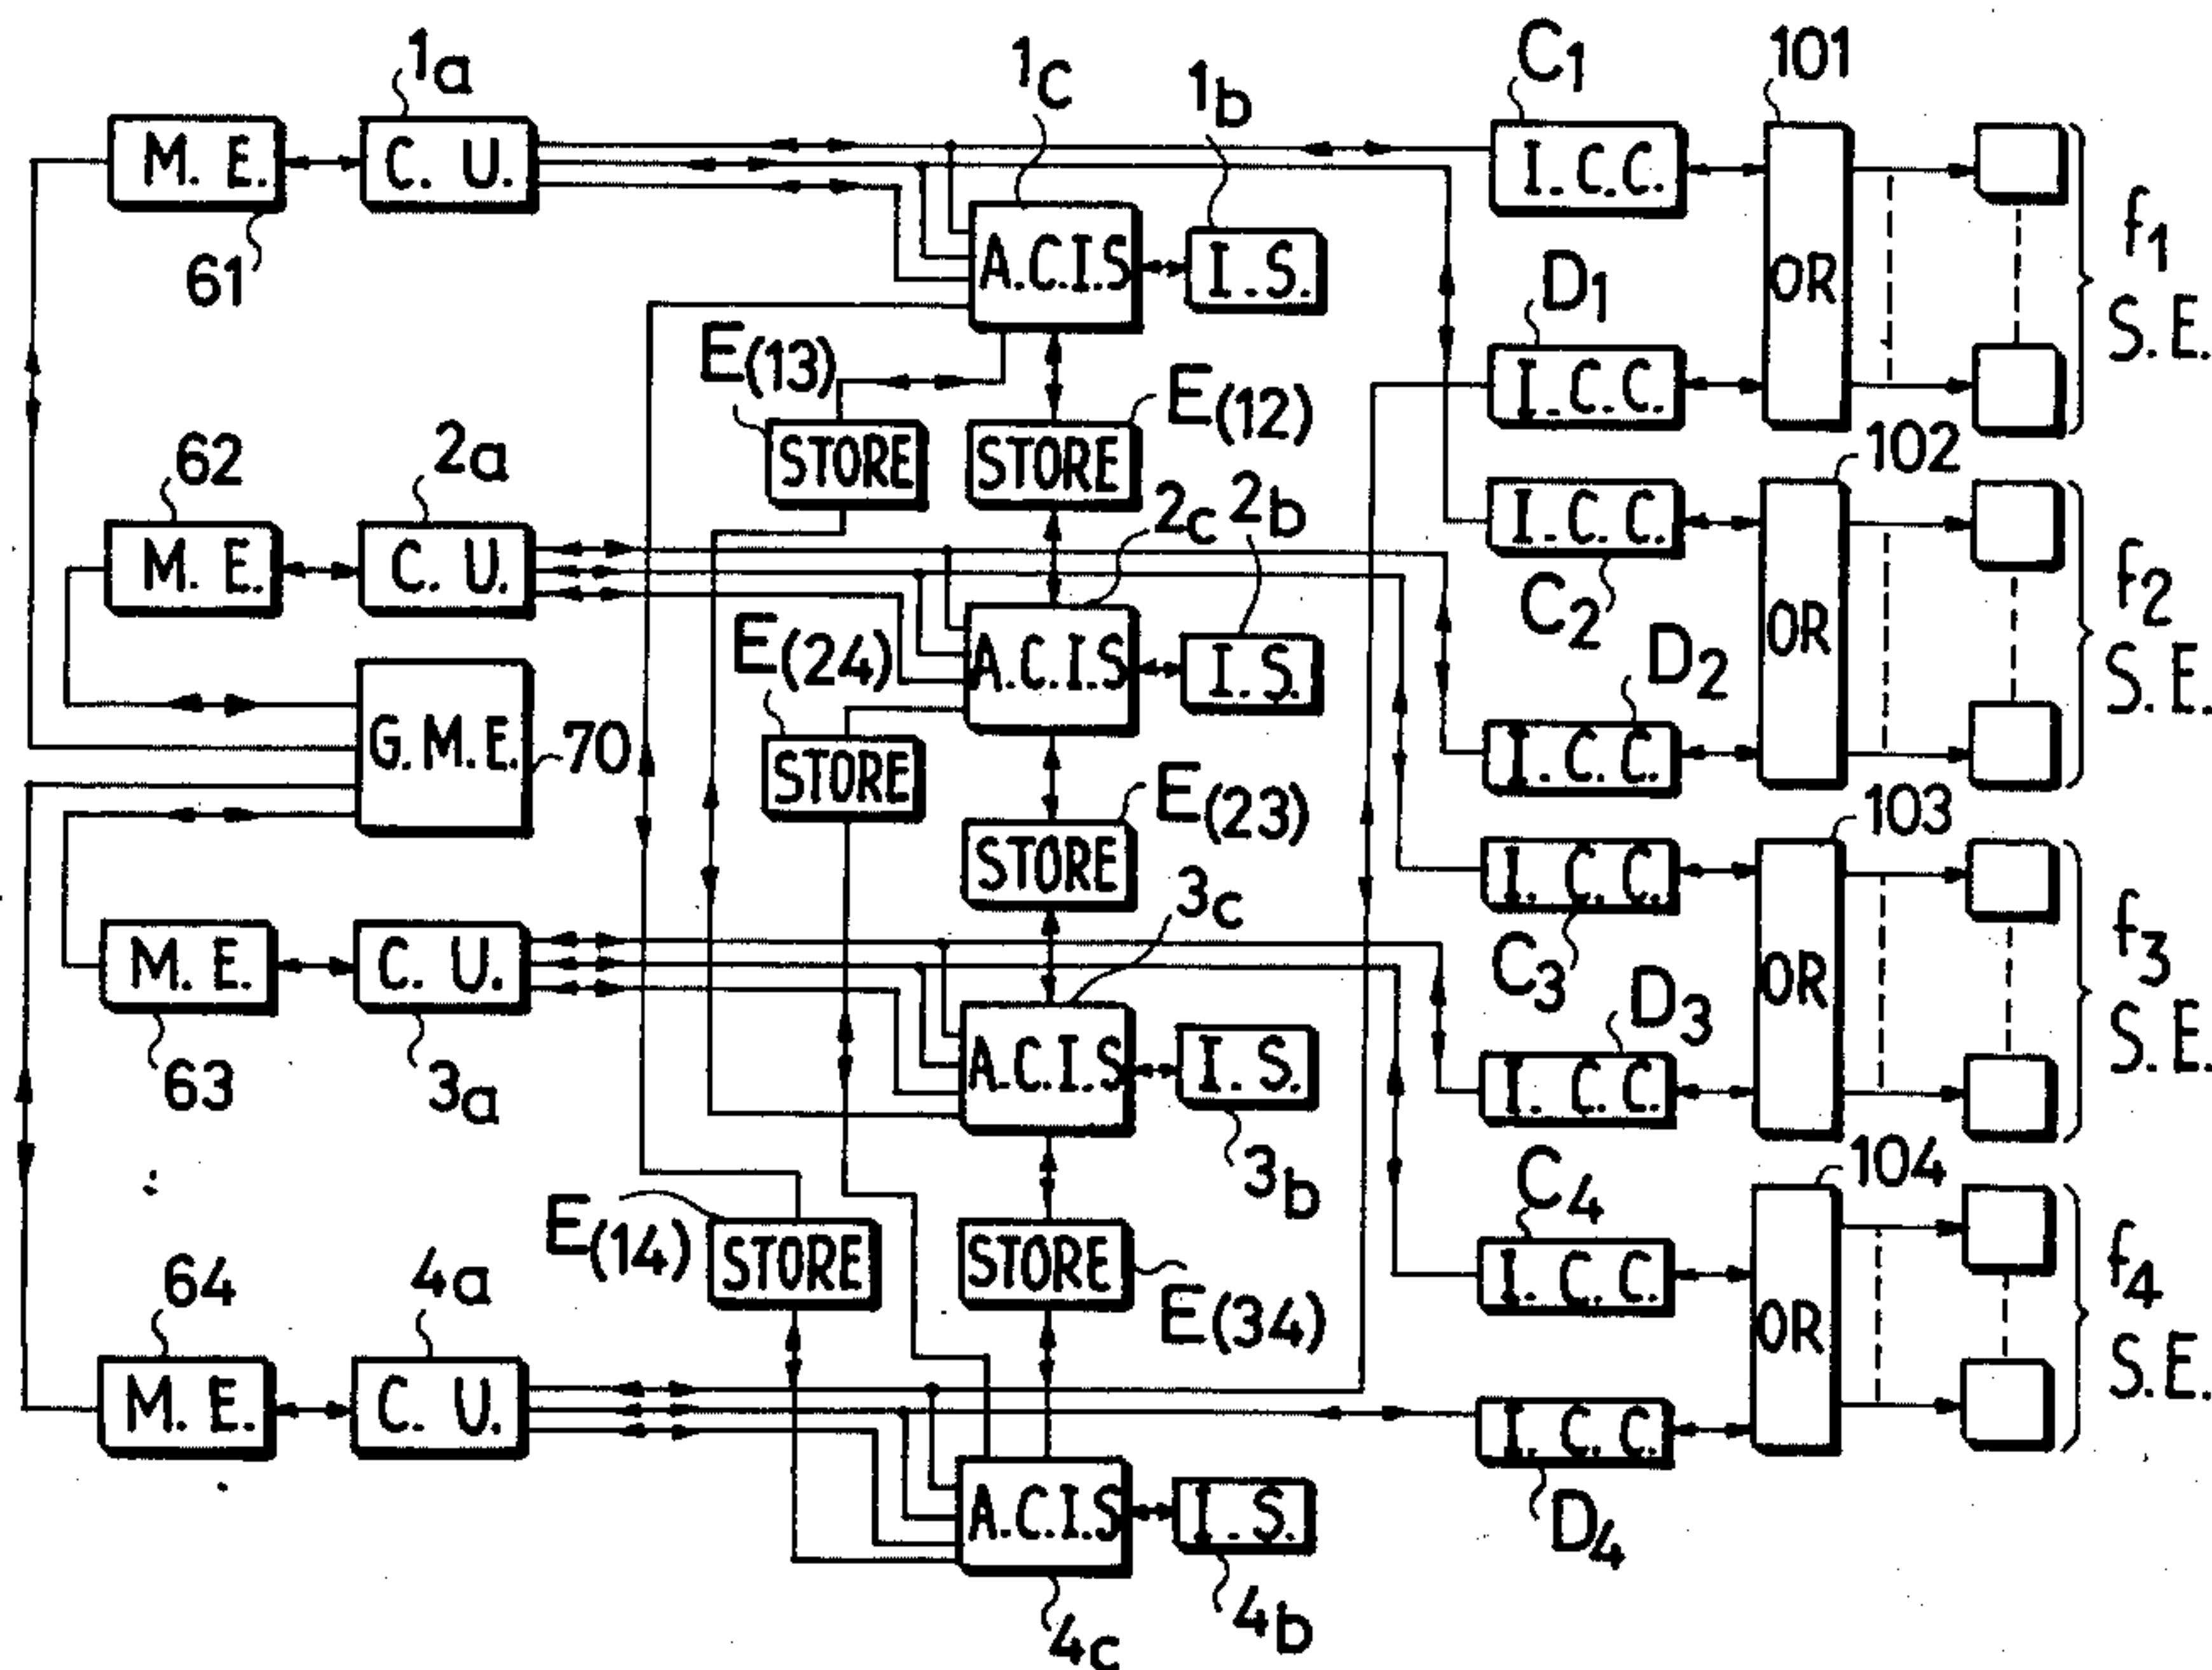 1a
1c
1b
C1
101
M. E.
C. U.
I.C.C.
OR
f1
S.E.
61
A.C.I.S
I.S.
D1
I.C.C.
E(13)
E(12)
STORE
STORE
62
2a
2c
2b
102
M. E.
C. U.
I.C.C.
C2
OR
f2
S.E.
E(24)
A.C.I.S
I.S.
D2
G.M.E.
70
STORE
I.C.C.
E(23)
STORE
103
I.C.C.
C3
OR
f3
S.E.
3c
M. E.
C. U.
63
3a
A.C.I.S
I.S.
D3
I.C.C.
3b
E(14)
STORE
STORE
E(34)
C4
104
I.C.C.
OR
f4
S.E.
64
4a
M. E.
C. U.
I.C.C.
D4
A.C.I.S
I.S.
4c
4b